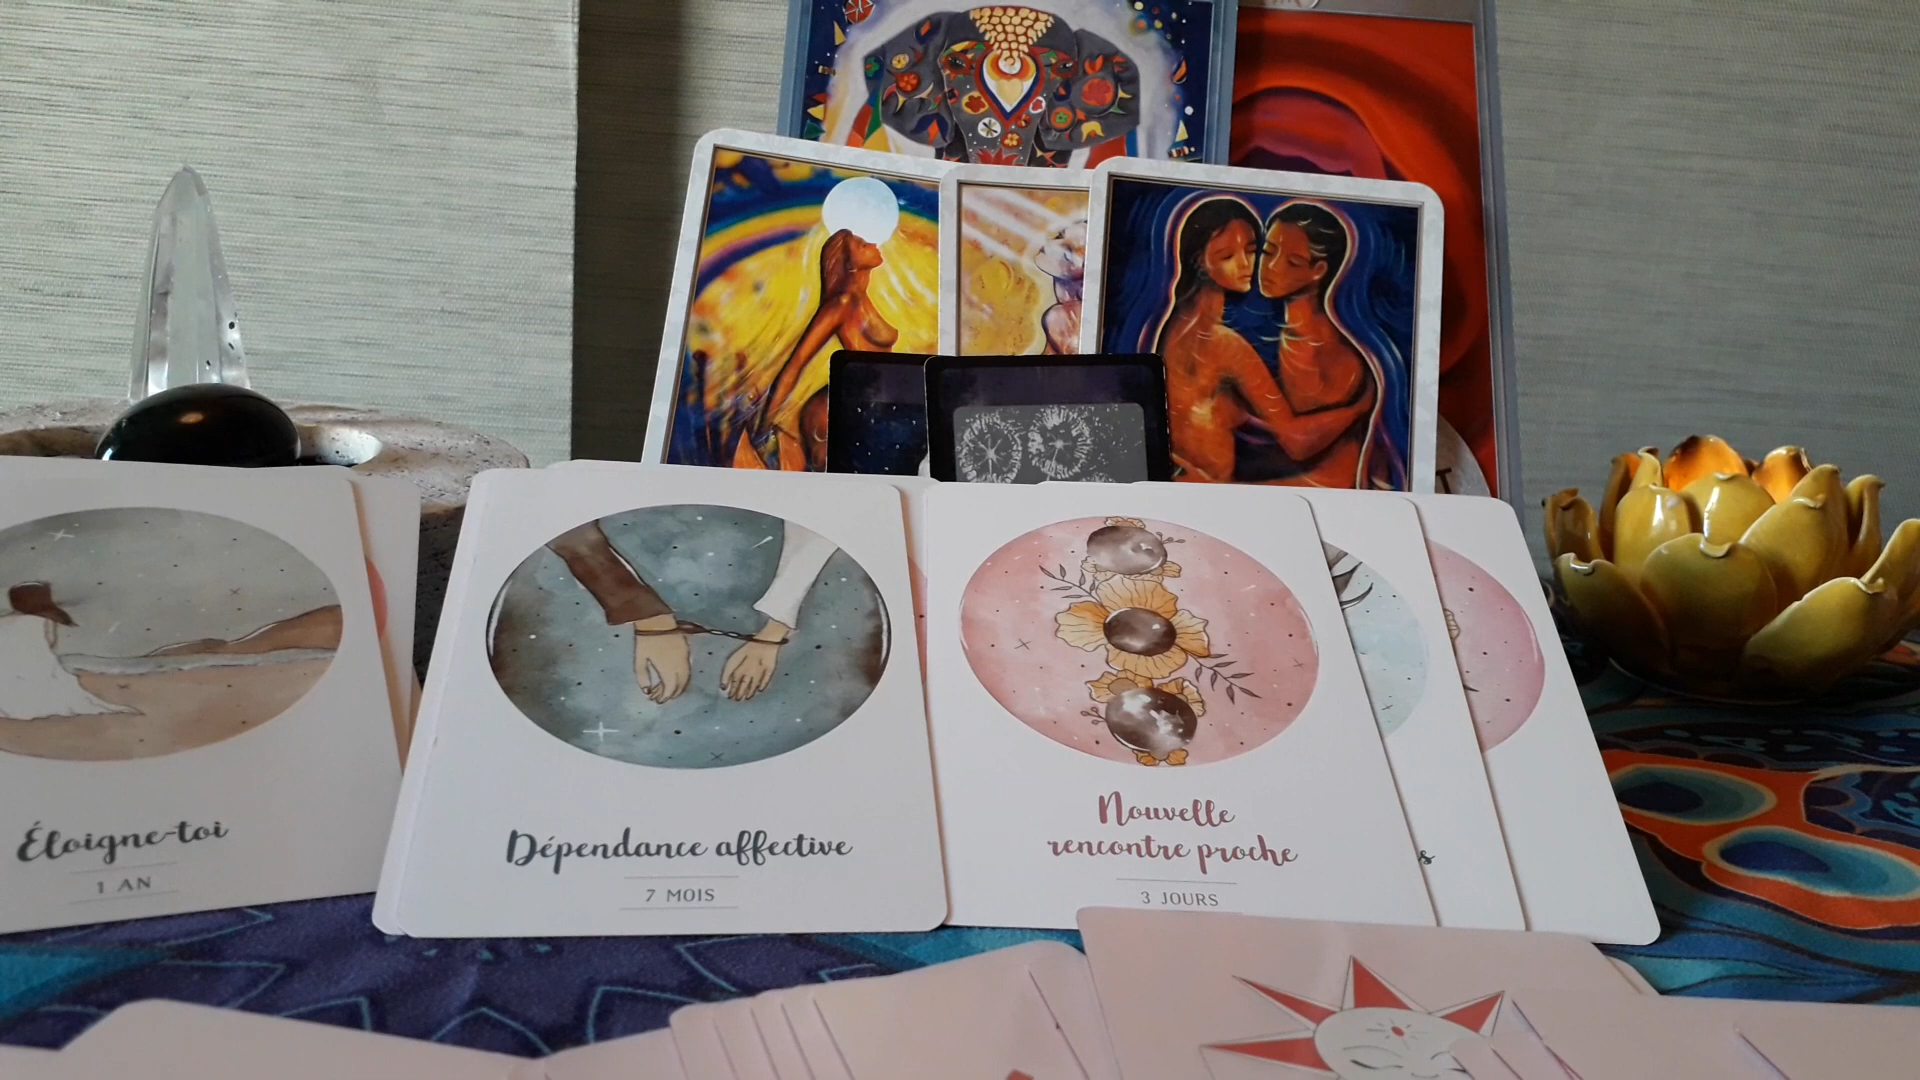 Éloigne-toi
1 AN
Dépendance affective
7 MOIS
Nouvelle
rencontre proche
3 JOURS